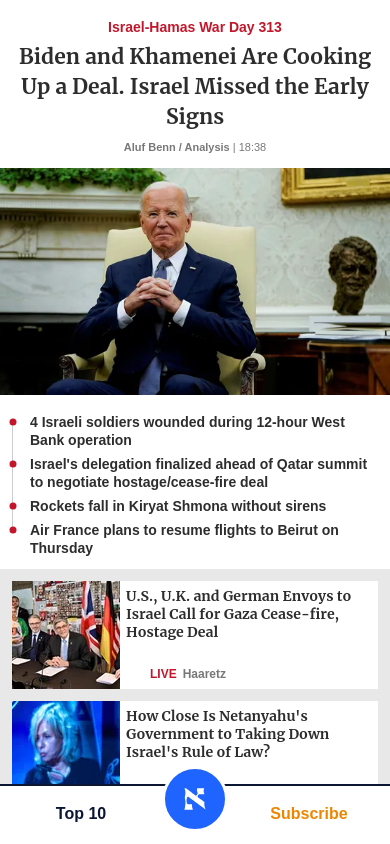 Israel-Hamas War Day 313
Biden and Khamenei Are Cooking
Up a Deal. Israel Missed the Early
Signs
Aluf Benn / Analysis | 18:38
4 Israeli soldiers wounded during 12-hour West
Bank operation
Israel's delegation finalized ahead of Qatar summit
to negotiate hostage/cease-fire deal
Rockets fall in Kiryat Shmona without sirens
Air France plans to resume flights to Beirut on
Thursday
U.S., U.K. and German Envoys to
Israel Call for Gaza Cease-fire,
Hostage Deal
LIVE Haaretz
How Close Is Netanyahu's
Government to Taking Down
Israel's Rule of Law?
Top 10
א
Subscribe